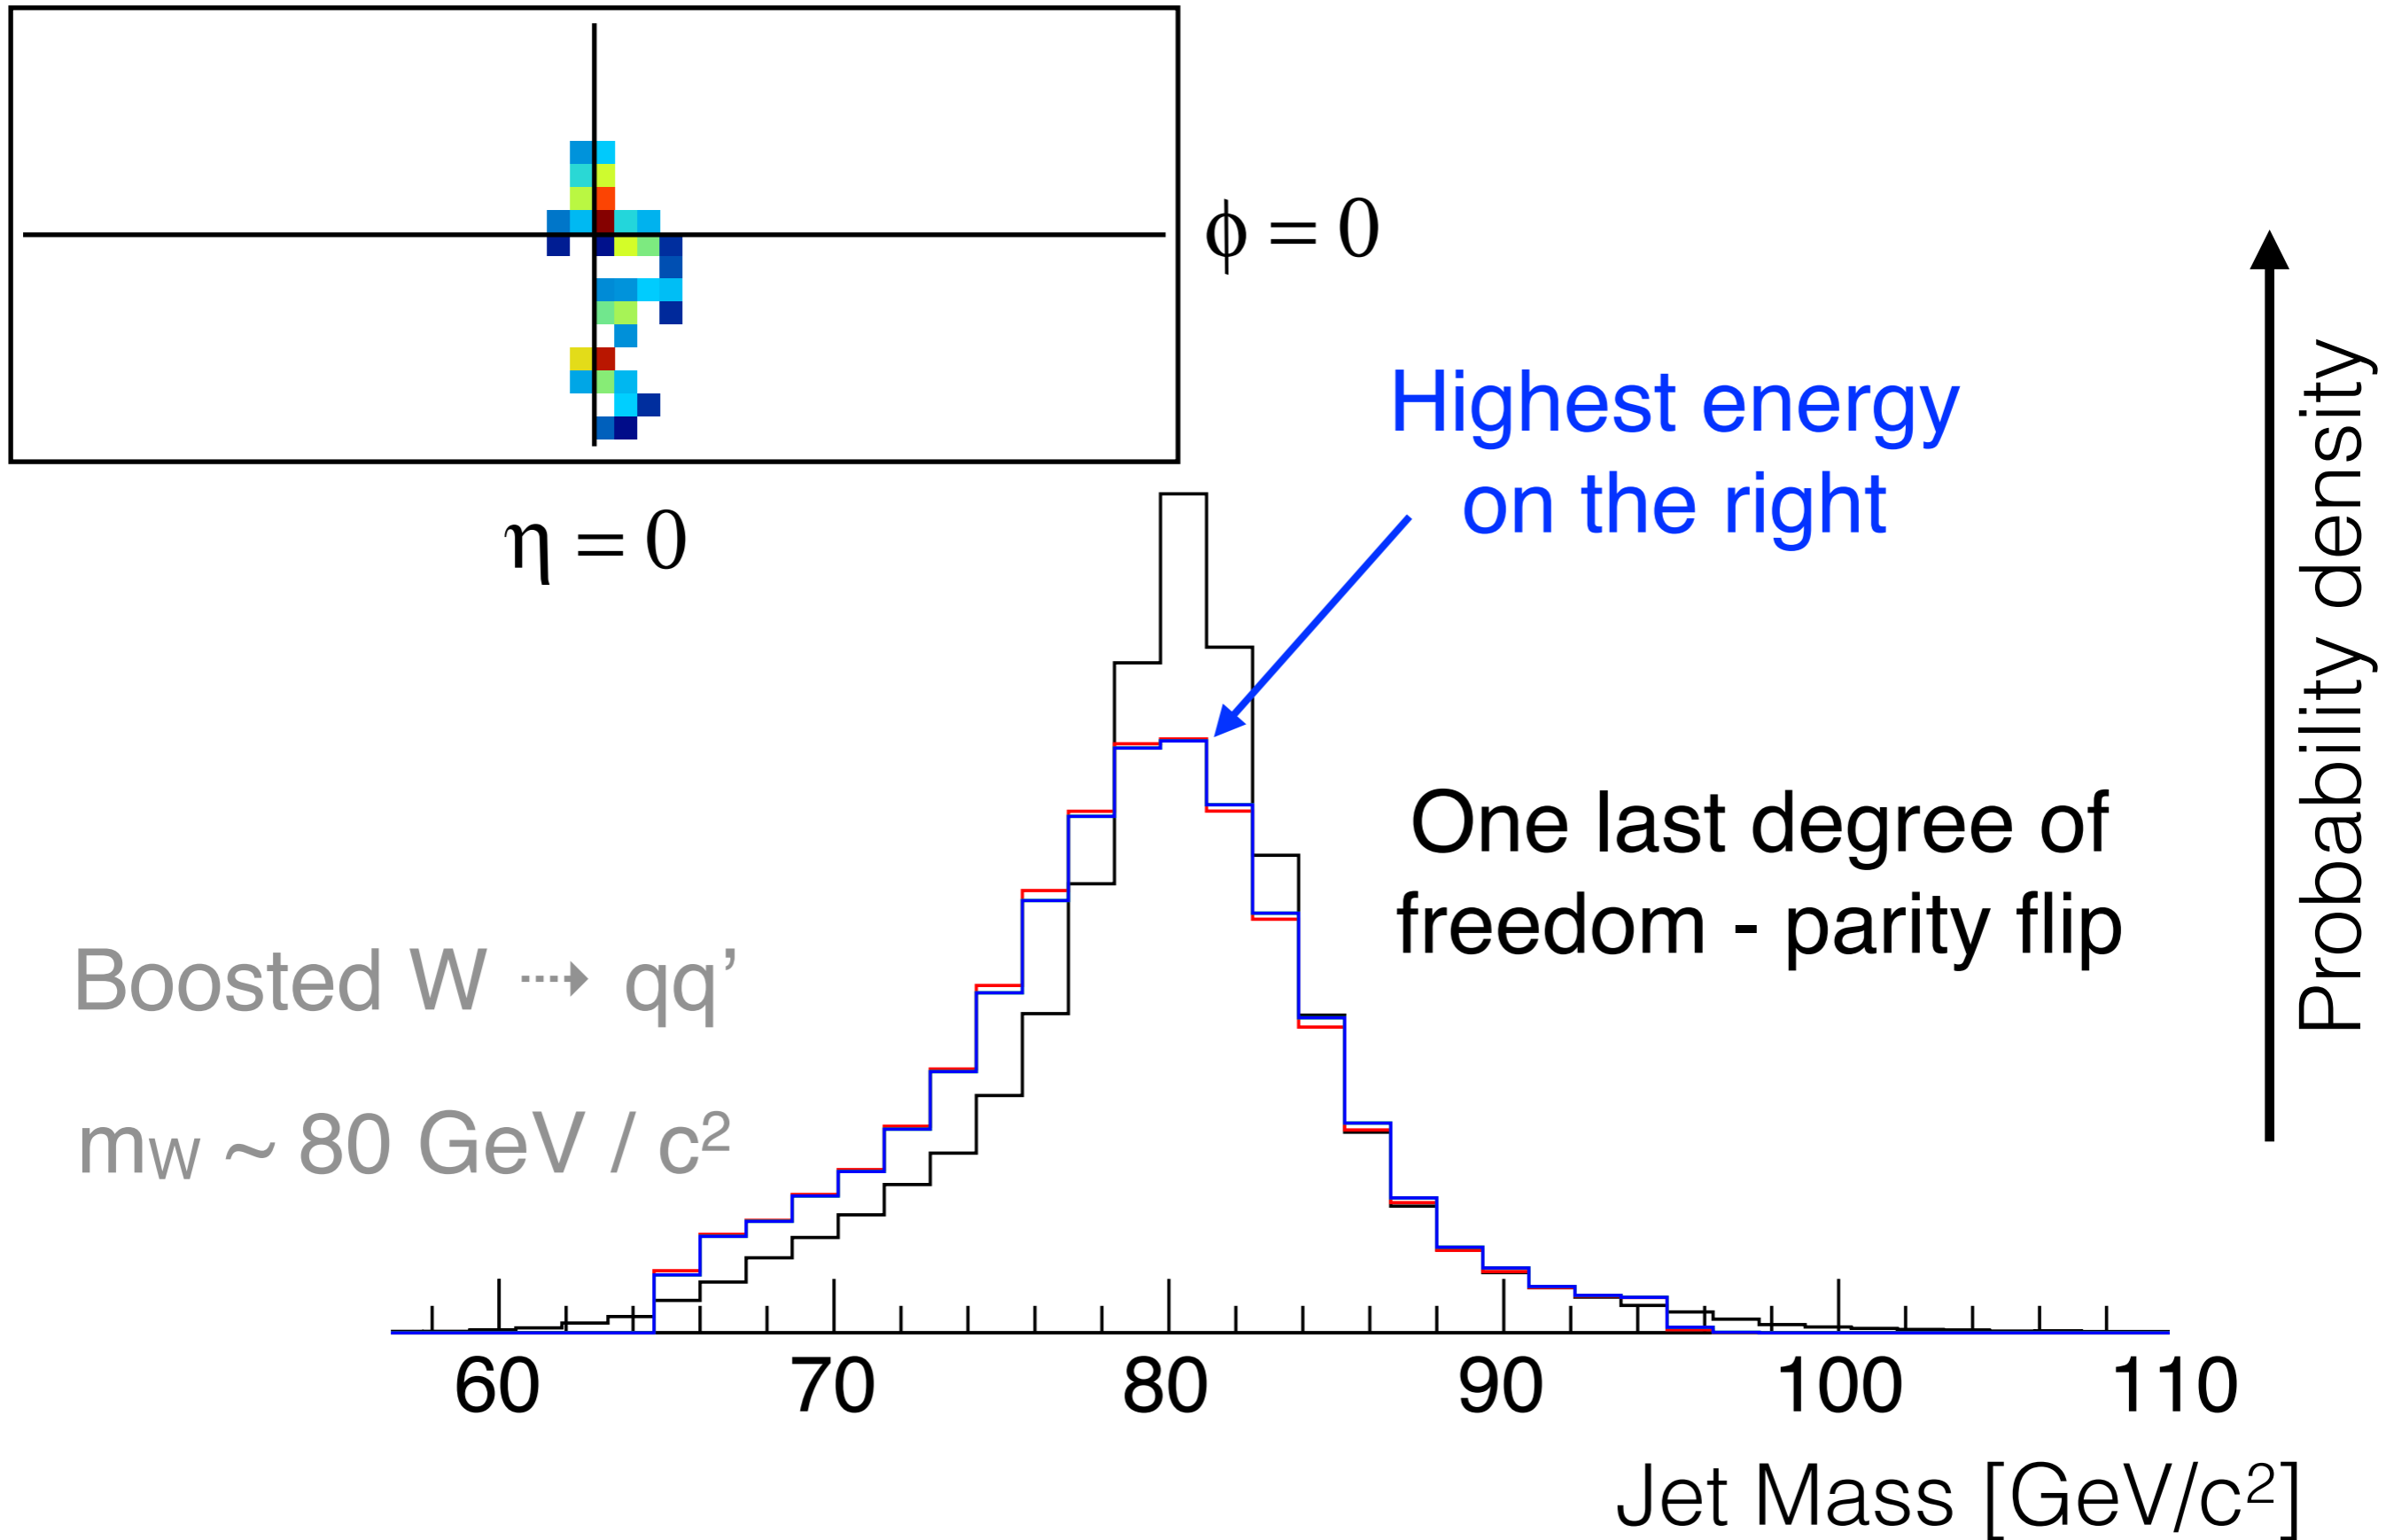 ϕ = 0
η = 0
Highest energy
on the right
One last degree of
freedom - parity flip
Boosted W ⇢ qq’
mW ~ 80 GeV / c²
Probability density
60 70 80 90 100 110
Jet Mass [GeV/c²]